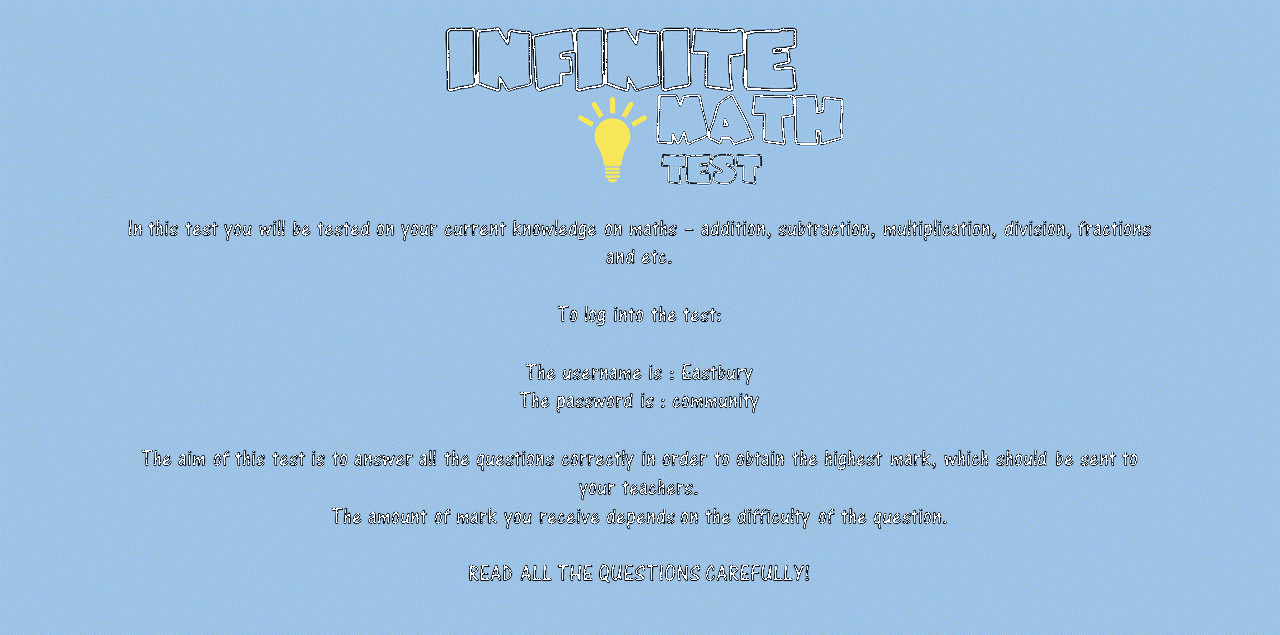 INFINITE
MATH
TEST
In this test you will be tested on your current knowledge on maths - addition, subtraction, multiplication, division, fractions
and etc.
To log into the test:
The username is : Eastbury
The password is : community
The aim of this test is to answer all the questions correctly in order to obtain the highest mark, which should be sent to
your teachers.
The amount of mark you receive depends on the difficulty of the question.
READ ALL THE QUESTIONS CAREFULLY!